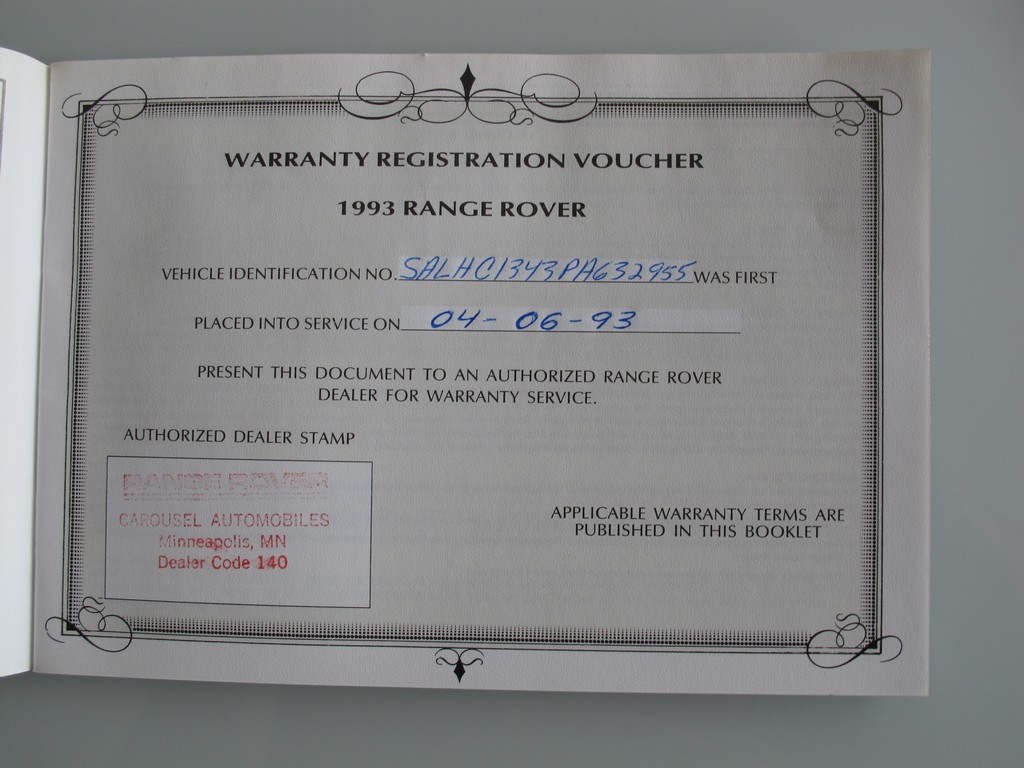 WARRANTY REGISTRATION VOUCHER
1993 RANGE ROVER
VEHICLE IDENTIFICATION NO. SALHC1343PA632955 WAS FIRST
PLACED INTO SERVICE ON 04-06-93
PRESENT THIS DOCUMENT TO AN AUTHORIZED RANGE ROVER
DEALER FOR WARRANTY SERVICE.
AUTHORIZED DEALER STAMP
RANGE ROVER
CAROUSEL AUTOMOBILES
Minneapolis, MN
Dealer Code 140
APPLICABLE WARRANTY TERMS ARE
PUBLISHED IN THIS BOOKLET